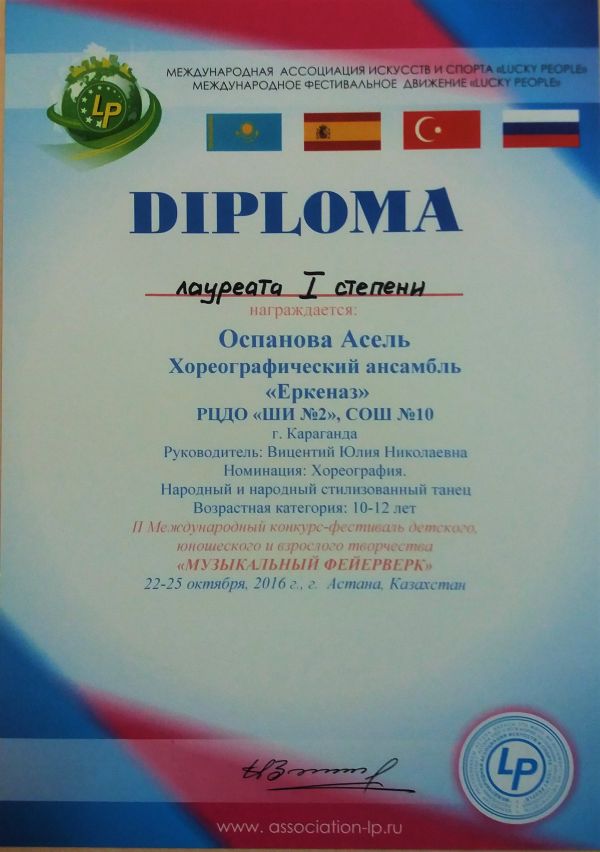 LP
МЕЖДУНАРОДНАЯ АССОЦИАЦИЯ ИСКУССТВ И СПОРТА «LUCKY PEOPLE»
МЕЖДУНАРОДНОЕ ФЕСТИВАЛЬНОЕ ДВИЖЕНИЕ «LUCKY PEOPLE»
DIPLOMA
лауреата I степени
награждается:
Оспанова Асель
Хореографический ансамбль
«Еркеназ»
РЦДО «ШИ №2», СОШ №10
г. Караганда
Руководитель: Вицентий Юлия Николаевна
Номинация: Хореография.
Народный и народный стилизованный танец
Возрастная категория: 10-12 лет
II Международный конкурс-фестиваль детского,
юношеского и взрослого творчества
«МУЗЫКАЛЬНЫЙ ФЕЙЕРВЕРК»
22-25 октября, 2016 г., г. Астана, Казахстан
LP
www. association-lp.ru